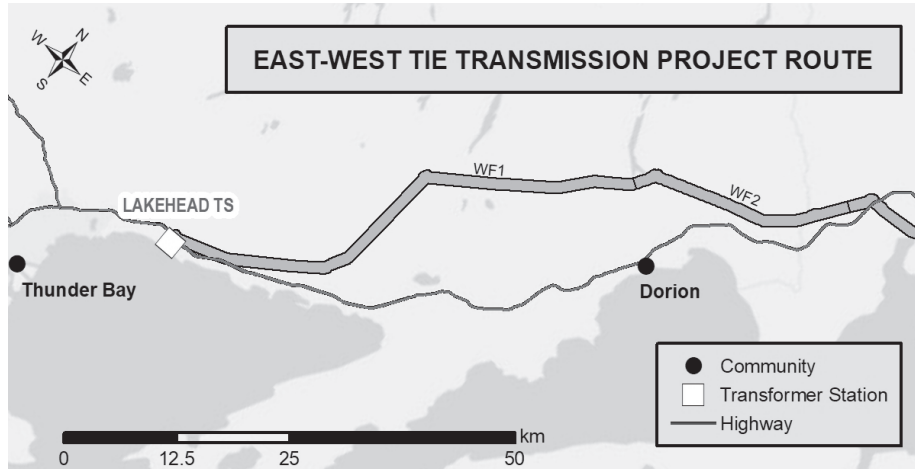 N
W
E
S
EAST-WEST TIE TRANSMISSION PROJECT ROUTE
WF1
WF2
LAKEHEAD TS
Thunder Bay
Dorion
Community
Transformer Station
Highway
km
0 12.5 25 50